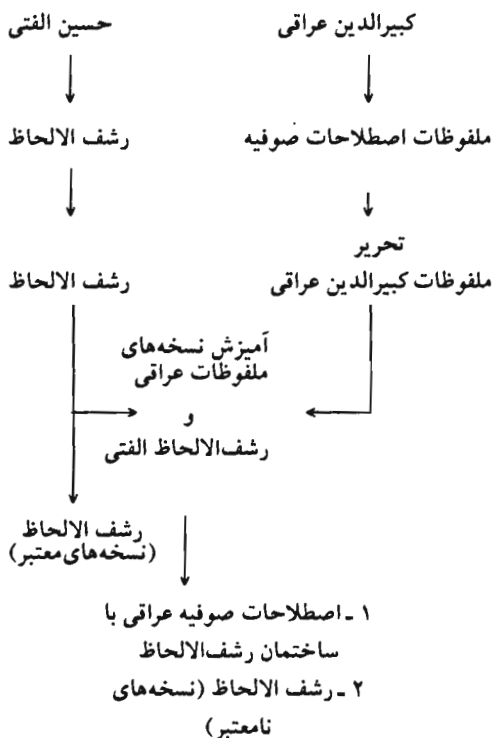 کبیرالدین عراقی
حسین الفتی
ملفوظات اصطلاحات صوفیه
رشف الالحاظ
تحریر
ملفوظات کبیرالدین عراقی
رشف الالحاظ
آمیزش نسخه‌های
ملفوظات عراقی
و
رشف‌الالحاظ الفتی
رشف الالحاظ
(نسخه‌های‌معتبر)
۱ ـ اصطلاحات صوفیه عراقی با
ساختمان رشف‌الالحاظ
۲ ـ رشف الالحاظ (نسخه‌های
نامعتبر)